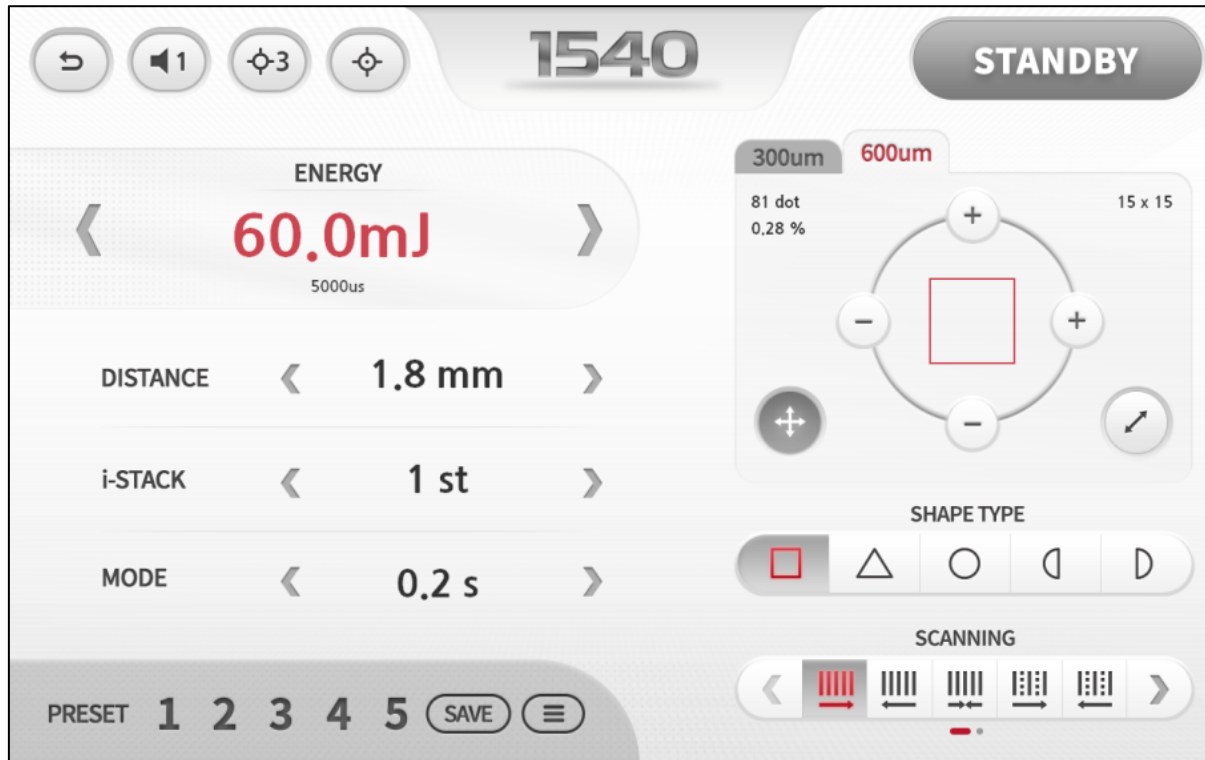 1
3
1540
STANDBY
ENERGY
60.0mJ
5000us
DISTANCE
1.8 mm
i-STACK
1 st
MODE
0.2 s
PRESET 1 2 3 4 5 SAVE
300um
600um
81 dot
0,28 %
15 x 15
+
−
+
−
SHAPE TYPE
SCANNING